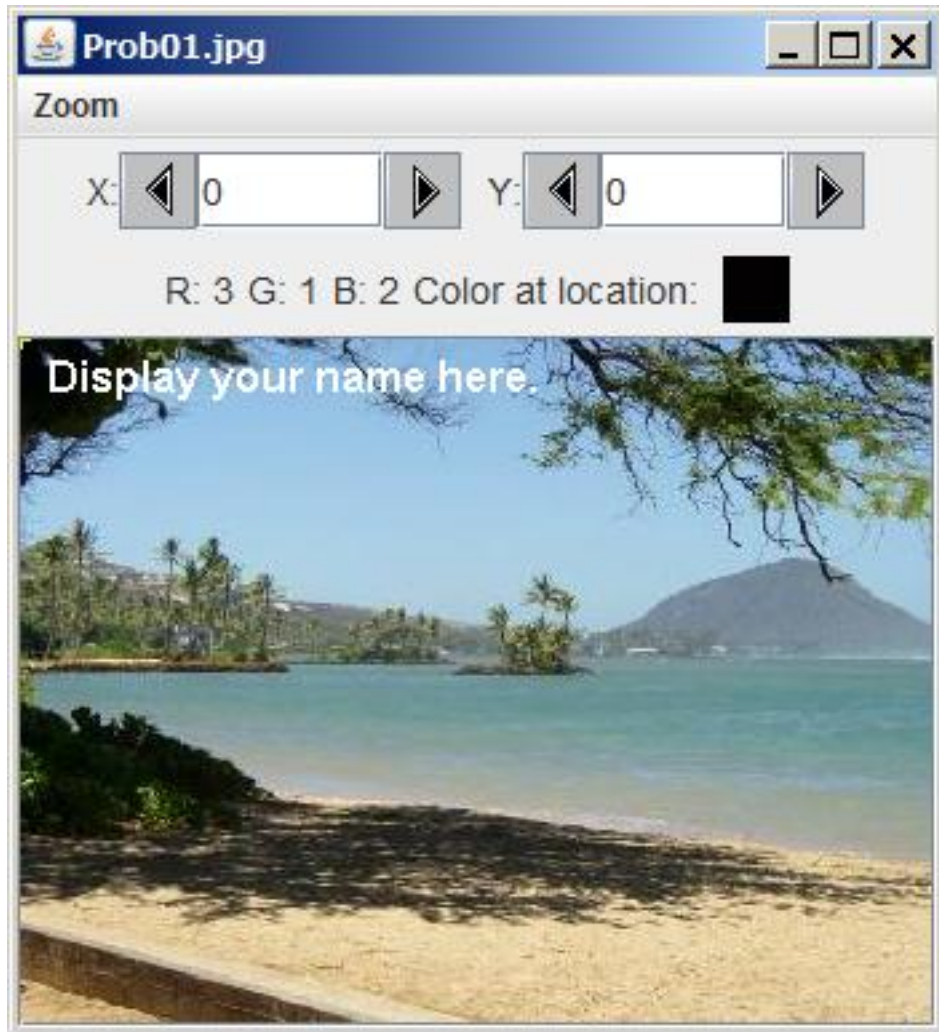 Prob01.jpg
Zoom
X: 0 Y: 0
R: 3 G: 1 B: 2 Color at location:
Display your name here.